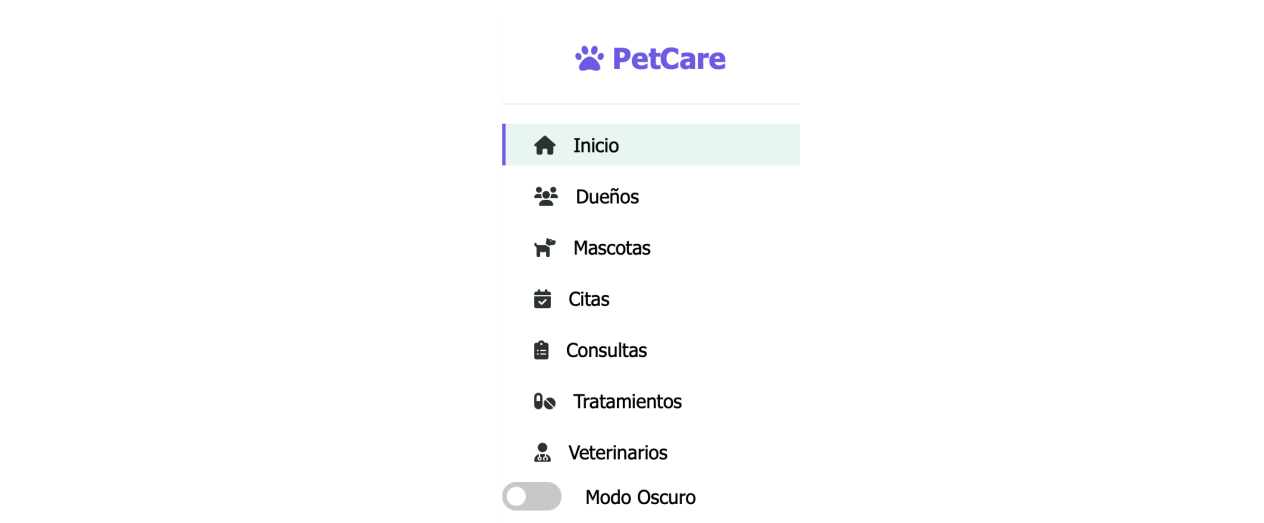 PetCare
Inicio
Dueños
Mascotas
Citas
Consultas
Tratamientos
Veterinarios
Modo Oscuro